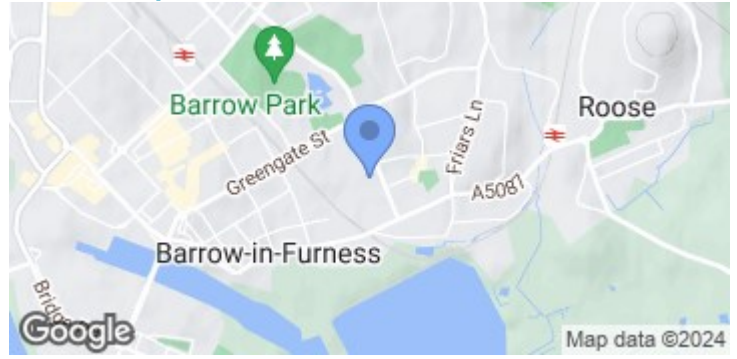 Barrow Park
Roose
Friars Ln
Greengate St
A5087
Barrow-in-Furness
Google
Map data ©2024